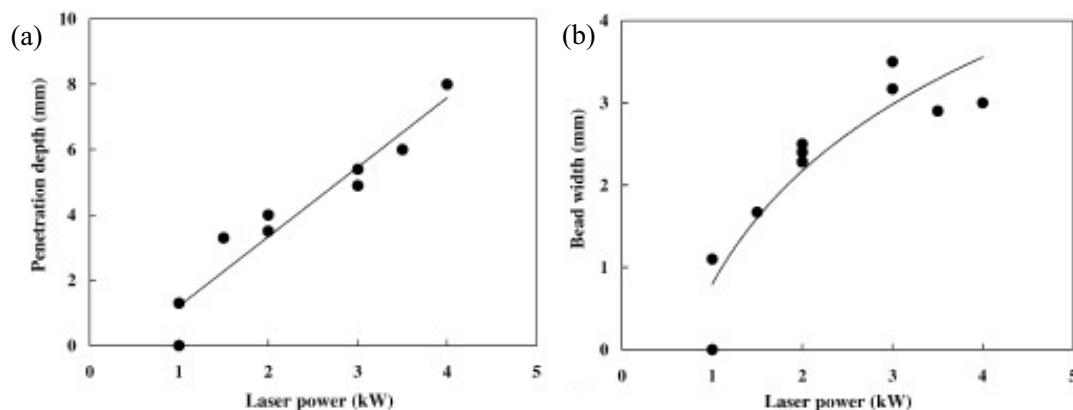 (a)
10
8
6
4
2
0
Penetration depth (mm)
0 1 2 3 4 5
Laser power (kW)
(b)
4
3
2
1
0
Bead width (mm)
0 1 2 3 4 5
Laser power (kW)